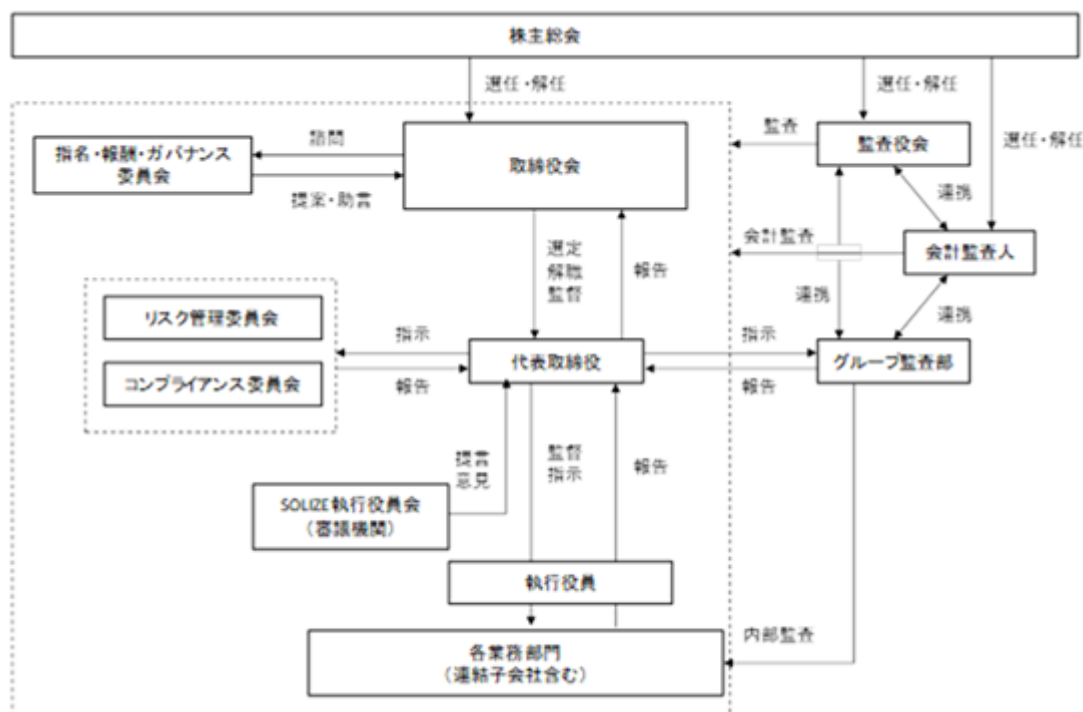 株主総会
選任・解任
選任・解任
選任・解任
監査
監査役会
諮問
取締役会
指名・報酬・ガバナンス
委員会
提案・助言
連携
会計監査
会計監査人
選定
解職
監督
報告
連携
連携
リスク管理委員会
コンプライアンス委員会
指示
報告
代表取締役
指示
報告
グループ監査部
提言
意見
監督
指示
報告
SOLIZE執行役員会
（審議機関）
執行役員
内部監査
各業務部門
（連結子会社含む）